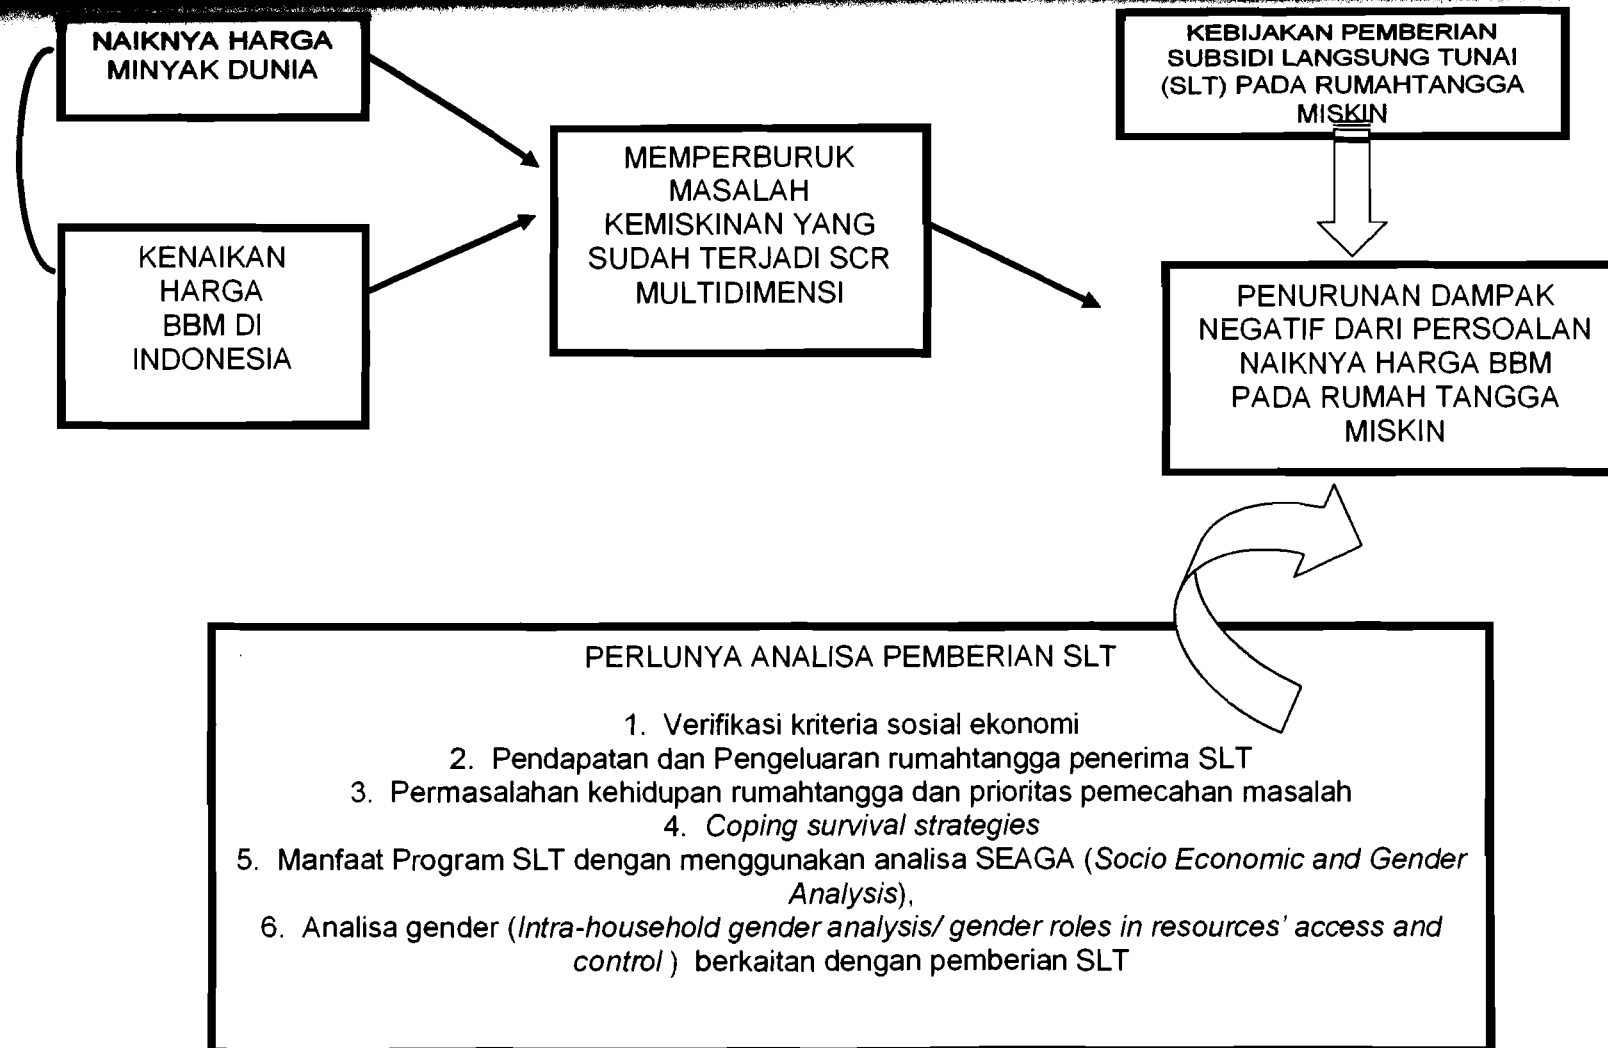 NAIKNYA HARGA
MINYAK DUNIA
KEBIJAKAN PEMBERIAN
SUBSIDI LANGSUNG TUNAI
(SLT) PADA RUMAHTANGGA
MISKIN
MEMPERBURUK
MASALAH
KEMISKINAN YANG
SUDAH TERJADI SCR
MULTIDIMENSI
KENAIKAN
HARGA
BBM DI
INDONESIA
PENURUNAN DAMPAK
NEGATIF DARI PERSOALAN
NAIKNYA HARGA BBM
PADA RUMAH TANGGA
MISKIN
PERLUNYA ANALISA PEMBERIAN SLT
1. Verifikasi kriteria sosial ekonomi
2. Pendapatan dan Pengeluaran rumahtangga penerima SLT
3. Permasalahan kehidupan rumahtangga dan prioritas pemecahan masalah
4. Coping survival strategies
5. Manfaat Program SLT dengan menggunakan analisa SEAGA (Socio Economic and Gender
Analysis),
6. Analisa gender (Intra-household gender analysis/ gender roles in resources' access and
control ) berkaitan dengan pemberian SLT